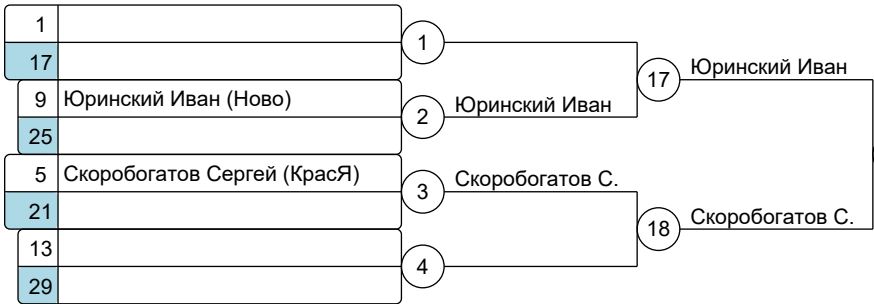 1
1
17
17
Юринский Иван
9 Юринский Иван (Ново)
2
Юринский Иван
25
5 Скоробогатов Сергей (КрасЯ)
3
Скоробогатов С.
21
18
Скоробогатов С.
13
4
29